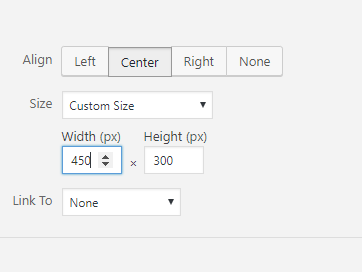 Align Left Center Right None
Size Custom Size
Width (px) Height (px)
450 × 300
Link To None